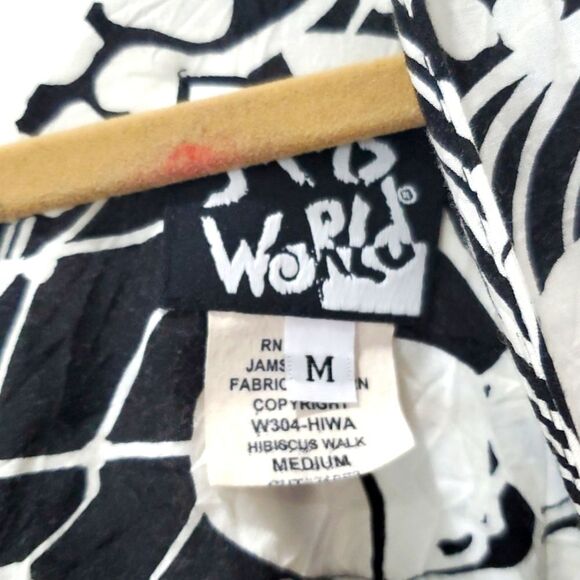 World
®
M
RN
JAMS
FABRIC
COPYRIGHT
W304-HIWA
HIBISCUS WALK
MEDIUM